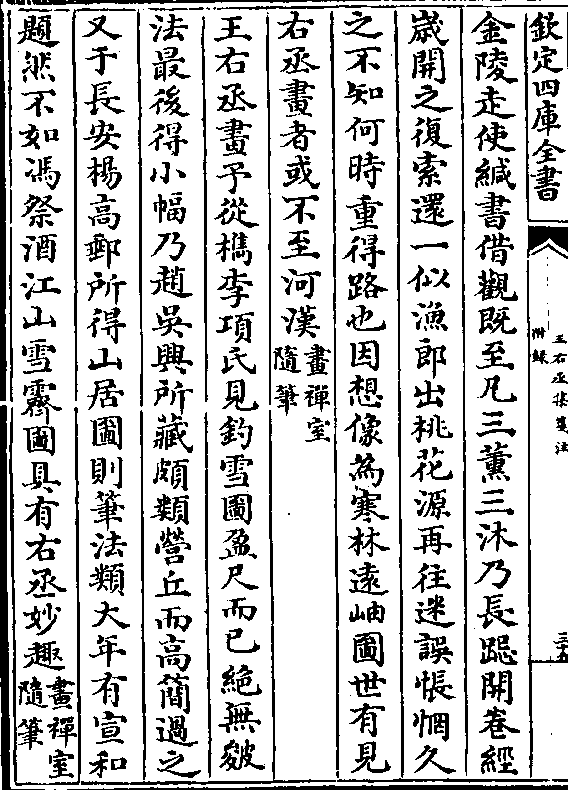 欽定四庫全書
王右丞集箋注
附録
金陵走使緘書借觀既至凡三薰三沐乃長跽開卷經
歳開之復索還一似漁郎出桃花源再往迷誤悵惘久
之不知何時重得路也因想像為寒林遠岫圖世有見
右丞畫者或不至河漢畫禪室隨筆
王右丞畫予從檇李項氏見釣雪圖盈尺而已絶無皴
法最後得小幅乃趙吳興所藏頗類營丘而高簡過之
又于長安楊高郵所得山居圖則筆法類大年有宣和
題然不如馮祭酒江山雪霽圖具有右丞妙趣畫禪室隨筆